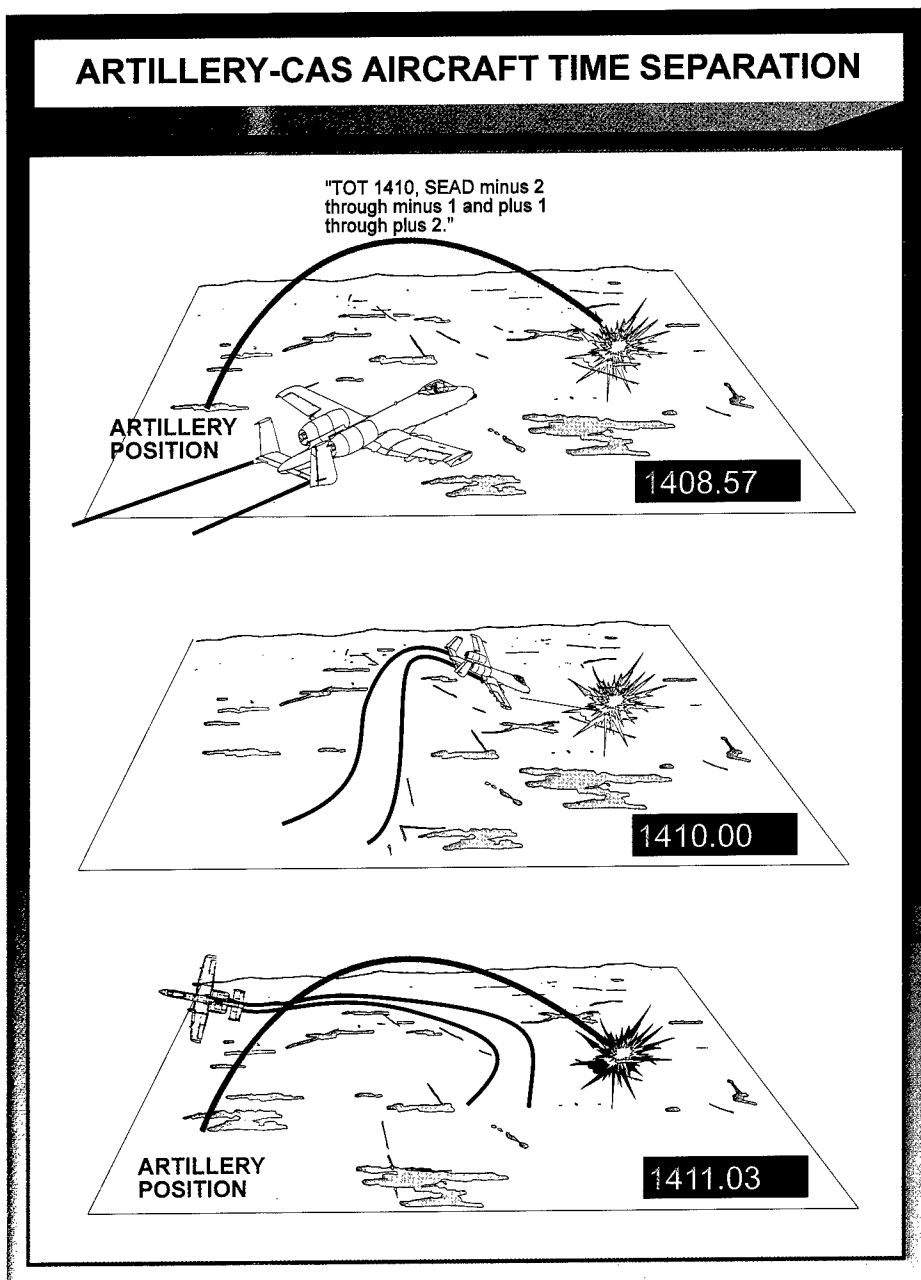 ARTILLERY-CAS AIRCRAFT TIME SEPARATION
"TOT 1410, SEAD minus 2
through minus 1 and plus 1
through plus 2."
ARTILLERY
POSITION
1408.57
1410.00
ARTILLERY
POSITION
1411.03